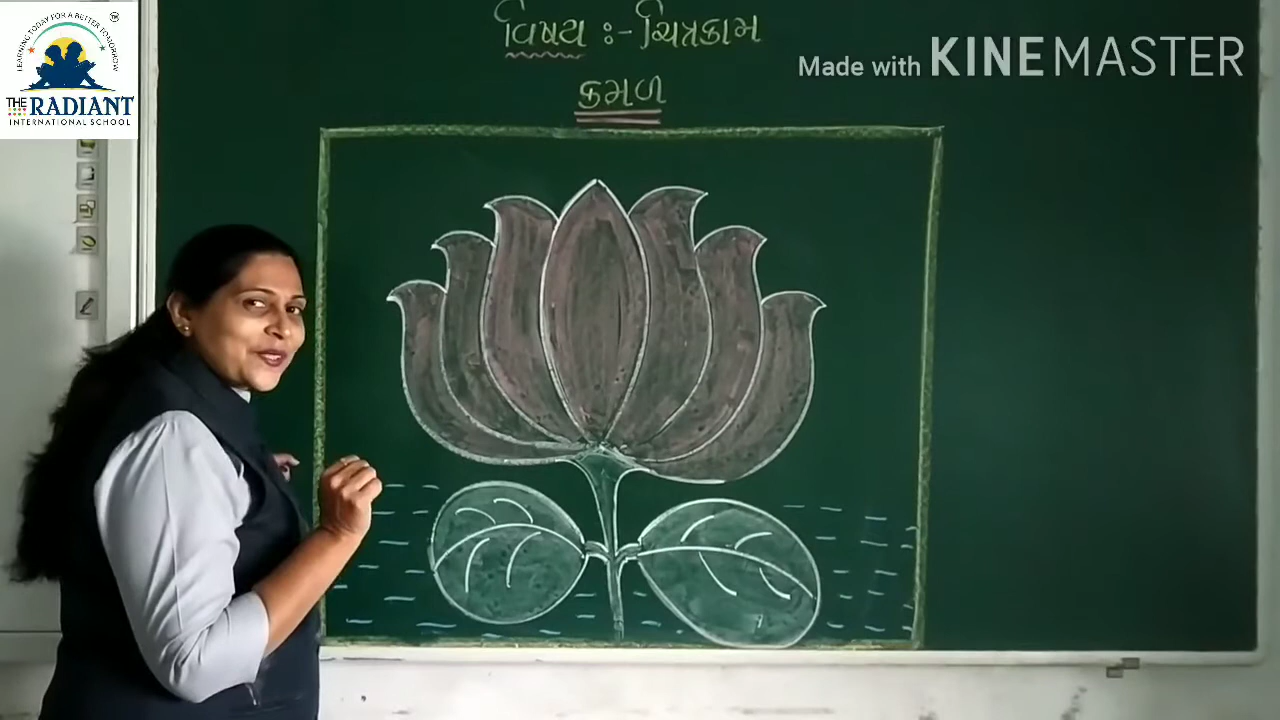 LEARNING TODAY FOR A BETTER TOMORROW
THE RADIANT
INTERNATIONAL SCHOOL
વિષય :- ચિત્રકામ
Made with KINEMASTER
કમળ